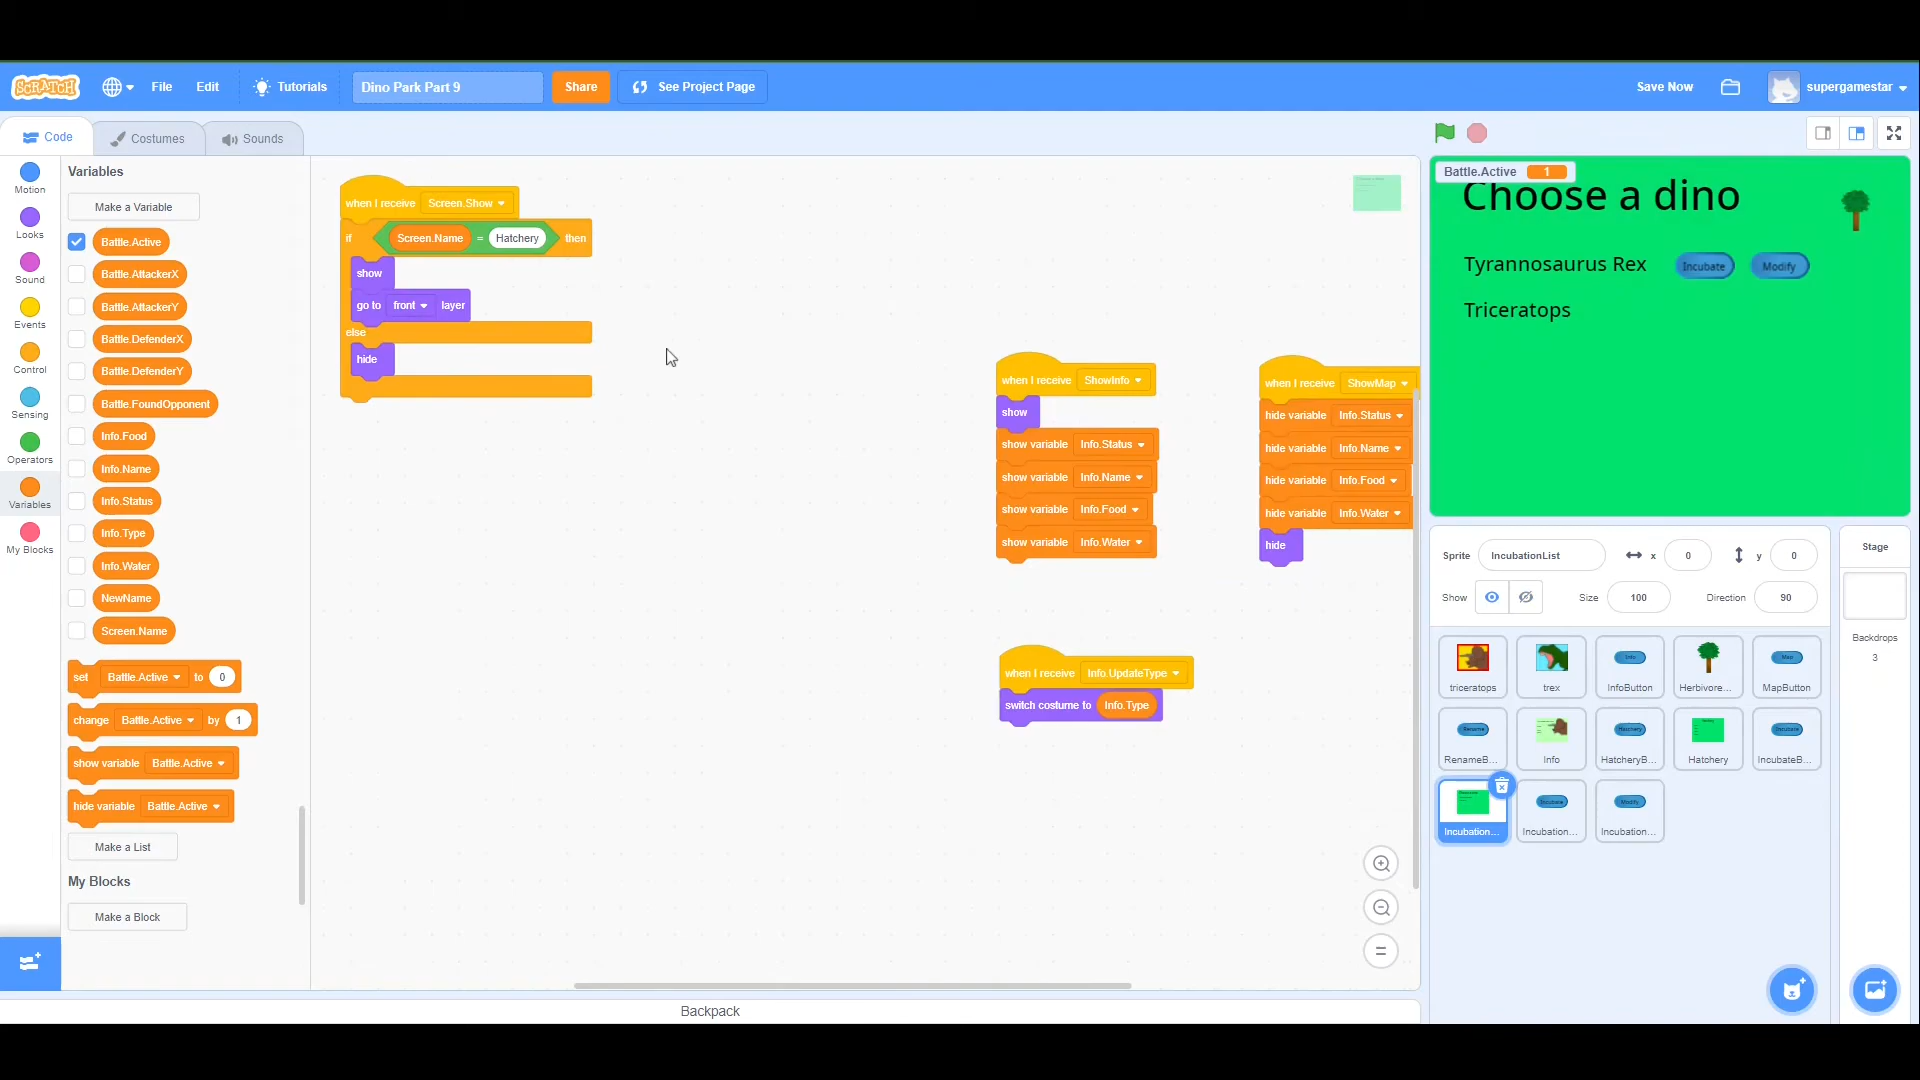 SCRATCH File Edit Tutorials Dino Park Part 9 Share See Project Page Save Now supergamestar
Code Costumes Sounds
Motion
Looks
Sound
Events
Control
Sensing
Operators
Variables
My Blocks
Variables
Make a Variable
Battle.Active
Battle.AttackerX
Battle.AttackerY
Battle.DefenderX
Battle.DefenderY
Battle.FoundOpponent
Info.Food
Info.Name
Info.Status
Info.Type
Info.Water
NewName
Screen.Name
set Battle.Active to 0
change Battle.Active by 1
show variable Battle.Active
hide variable Battle.Active
Make a List
My Blocks
Make a Block
when I receive Screen.Show
if Screen.Name = Hatchery then
show
go to front layer
else
hide
when I receive ShowInfo
show
show variable Info.Status
show variable Info.Name
show variable Info.Food
show variable Info.Water
when I receive ShowMap
hide variable Info.Status
hide variable Info.Name
hide variable Info.Food
hide variable Info.Water
hide
when I receive Info.UpdateType
switch costume to Info.Type
Backpack
Battle.Active 1
Choose a dino
Tyrannosaurus Rex Incubate Modify
Triceratops
Sprite IncubationList x 0 y 0
Show Size 100 Direction 90
triceratops trex InfoButton Herbivore... MapButton
RenameB... Info HatcheryB... Hatchery IncubateB...
Incubation... Incubation... Incubation...
Stage
Backdrops
3